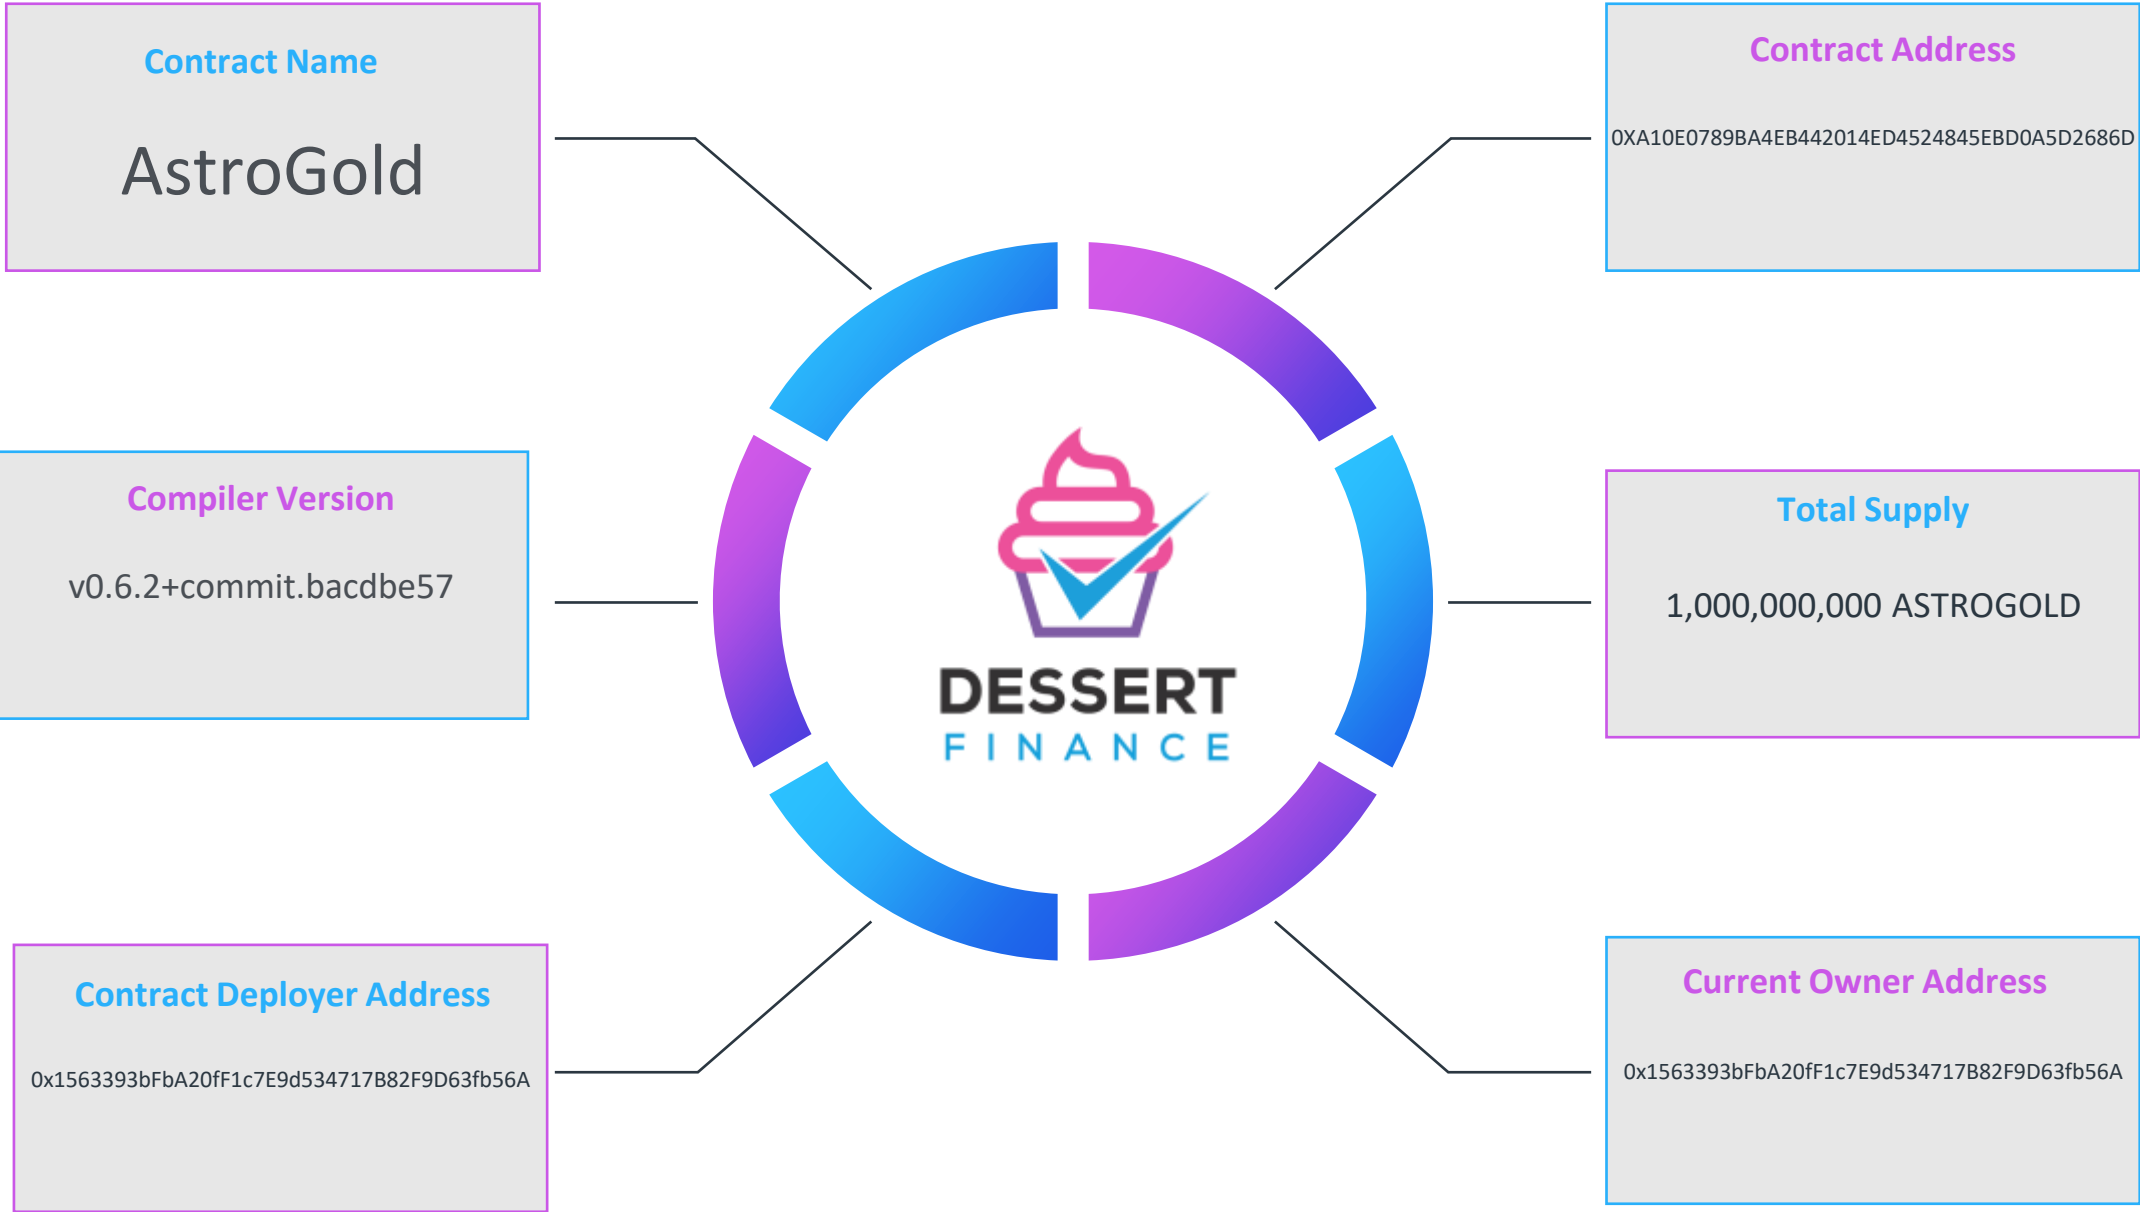 Contract Name
AstroGold
Contract Address
0XA10E0789BA4EB442014ED4524845EBD0A5D2686D
Compiler Version
v0.6.2+commit.bacdbe57
Total Supply
1,000,000,000 ASTROGOLD
DESSERT
FINANCE
Contract Deployer Address
0x1563393bFbA20fF1c7E9d534717B82F9D63fb56A
Current Owner Address
0x1563393bFbA20fF1c7E9d534717B82F9D63fb56A